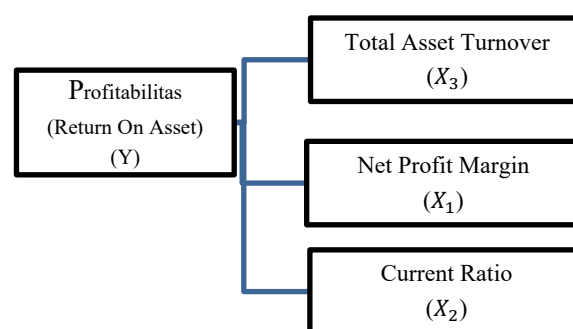 Profitabilitas
(Return On Asset)
(Y)
Total Asset Turnover
(𝑋₃)
Net Profit Margin
(𝑋₁)
Current Ratio
(𝑋₂)